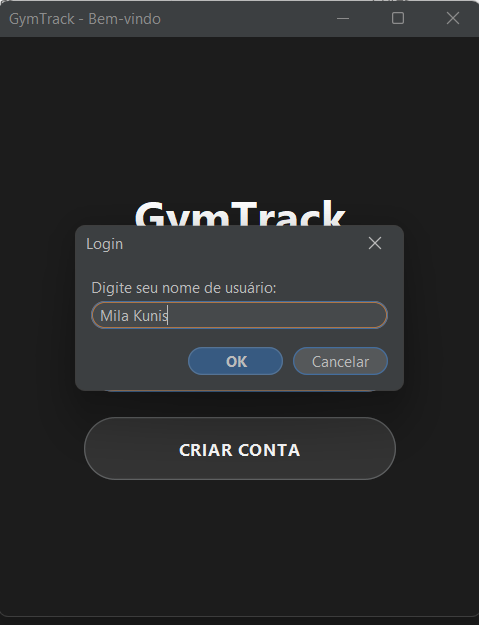 GymTrack - Bem-vindo
GymTrack
Login
Digite seu nome de usuário:
Mila Kunis
OK
Cancelar
CRIAR CONTA